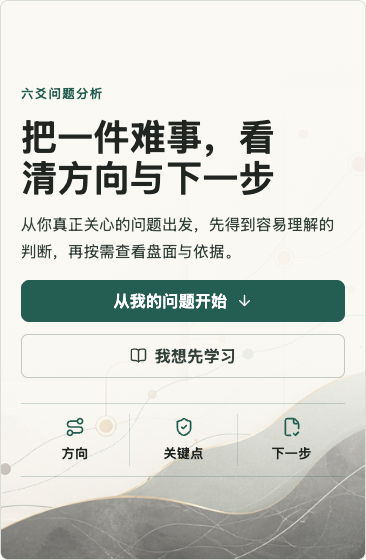 六爻问题分析
把一件难事，看
清方向与下一步
从你真正关心的问题出发，先得到容易理解的
判断，再按需查看盘面与依据。
从我的问题开始 ↓
我想先学习
方向 关键点 下一步